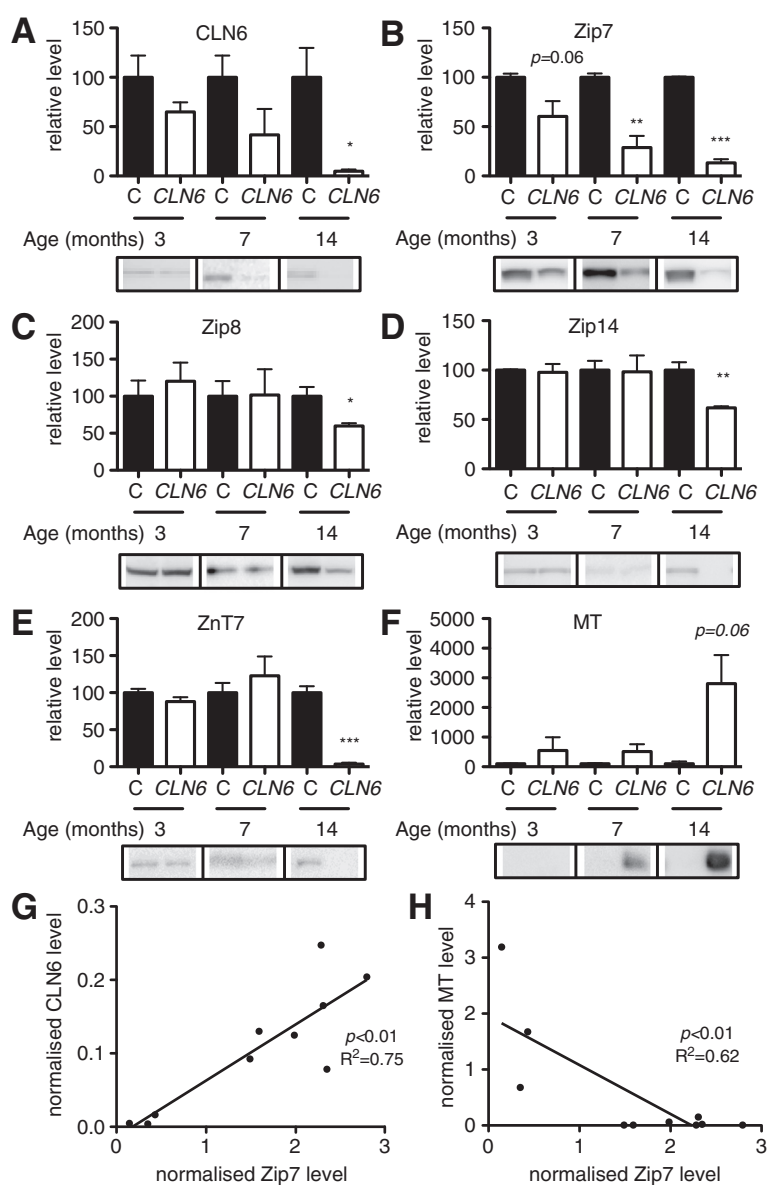 A
CLN6
relative level
150
100
50
0
*
C CLN6 C CLN6 C CLN6
Age (months) 3 7 14
B
Zip7
relative level
150
100
50
0
p=0.06
**
***
C CLN6 C CLN6 C CLN6
Age (months) 3 7 14
C
Zip8
relative level
200
150
100
50
0
*
C CLN6 C CLN6 C CLN6
Age (months) 3 7 14
D
Zip14
relative level
150
100
50
0
**
C CLN6 C CLN6 C CLN6
Age (months) 3 7 14
E
ZnT7
relative level
200
150
100
50
0
***
C CLN6 C CLN6 C CLN6
Age (months) 3 7 14
F
MT
relative level
5000
4000
3000
2000
1000
0
p=0.06
C CLN6 C CLN6 C CLN6
Age (months) 3 7 14
G
normalised CLN6 level
0.3
0.2
0.1
0.0
p<0.01
R²=0.75
0 1 2 3
normalised Zip7 level
H
normalised MT level
4
3
2
1
0
p<0.01
R²=0.62
0 1 2 3
normalised Zip7 level